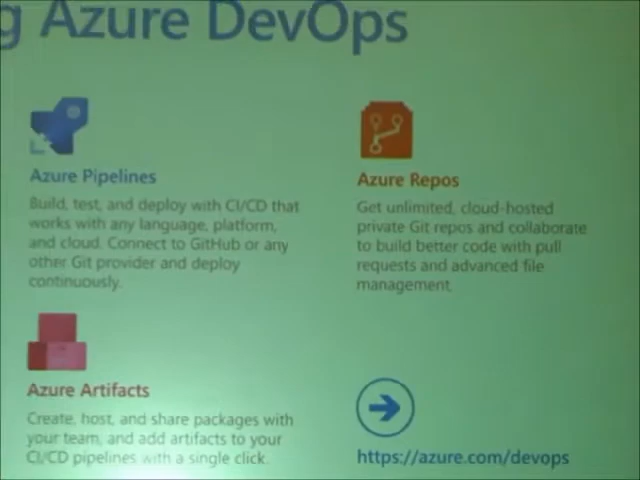 g Azure DevOps
Azure Pipelines
Build, test, and deploy with CI/CD that
works with any language, platform,
and cloud. Connect to GitHub or any
other Git provider and deploy
continuously.
Azure Repos
Get unlimited, cloud-hosted
private Git repos and collaborate
to build better code with pull
requests and advanced file
management
Azure Artifacts
Create, host, and share packages with
your team, and add artifacts to your
CI/CD pipelines with a single click.
https://azure.com/devops